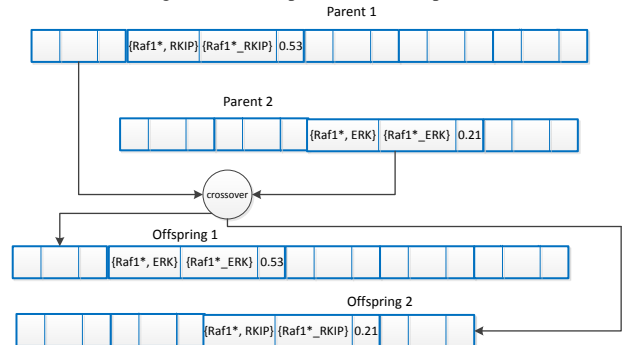 Parent 1
{Raf1*, RKIP} {Raf1*_RKIP} 0.53
Parent 2
{Raf1*, ERK} {Raf1*_ERK} 0.21
crossover
Offspring 1
{Raf1*, ERK} {Raf1*_ERK} 0.53
Offspring 2
{Raf1*, RKIP} {Raf1*_RKIP} 0.21